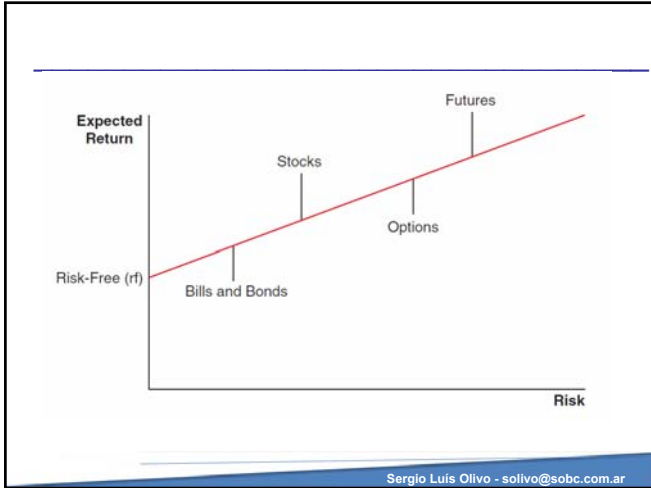 Futures
Expected
Return
Stocks
Options
Risk-Free (rf)
Bills and Bonds
Risk
Sergio Luis Olivo - solivo@sobc.com.ar